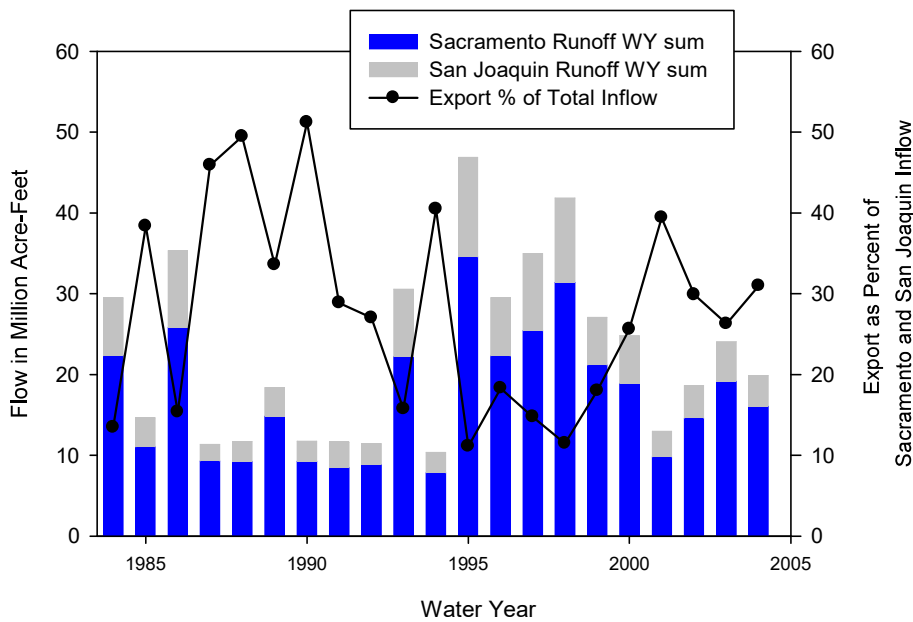 Sacramento Runoff WY sum
San Joaquin Runoff WY sum
Export % of Total Inflow
Flow in Million Acre-Feet
60
50
40
30
20
10
0
60
50
40
30
20
10
0
Export as Percent of
Sacramento and San Joaquin Inflow
1985
1990
1995
2000
2005
Water Year